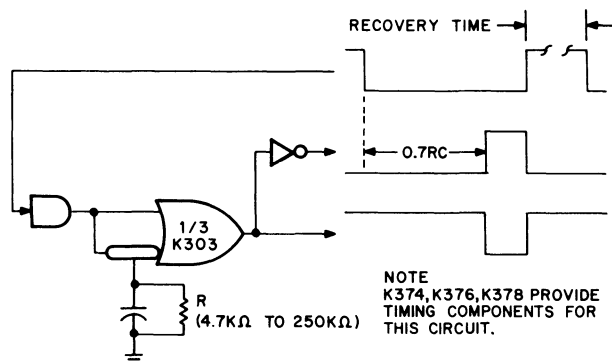 RECOVERY TIME
0.7RC
1/3
K303
R
(4.7KΩ TO 250KΩ)
NOTE
K374,K376,K378 PROVIDE
TIMING COMPONENTS FOR
THIS CIRCUIT.